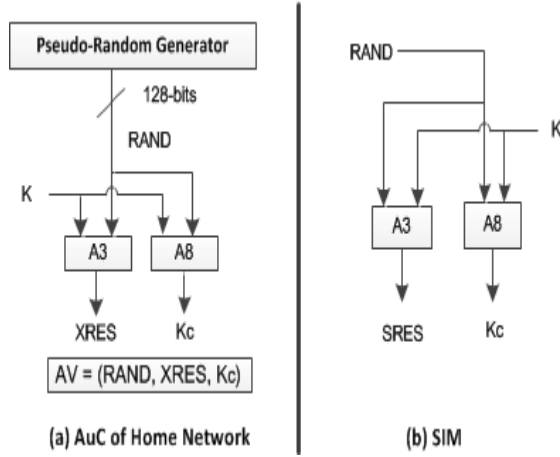 Pseudo-Random Generator
128-bits
RAND
K
A3
A8
XRES
Kc
AV = (RAND, XRES, Kc)
(a) AuC of Home Network
RAND
K
A3
A8
SRES
Kc
(b) SIM